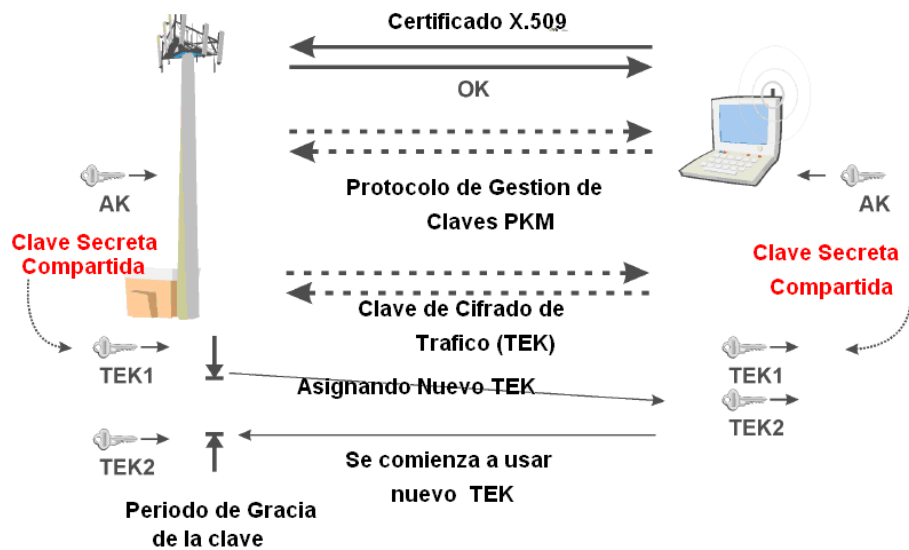 Certificado X.509
OK
AK
Protocolo de Gestion de
Claves PKM
AK
Clave Secreta
Compartida
Clave Secreta
Compartida
Clave de Cifrado de
Trafico (TEK)
TEK1
TEK1
Asignando Nuevo TEK
TEK2
TEK2
Se comienza a usar
nuevo TEK
Periodo de Gracia
de la clave